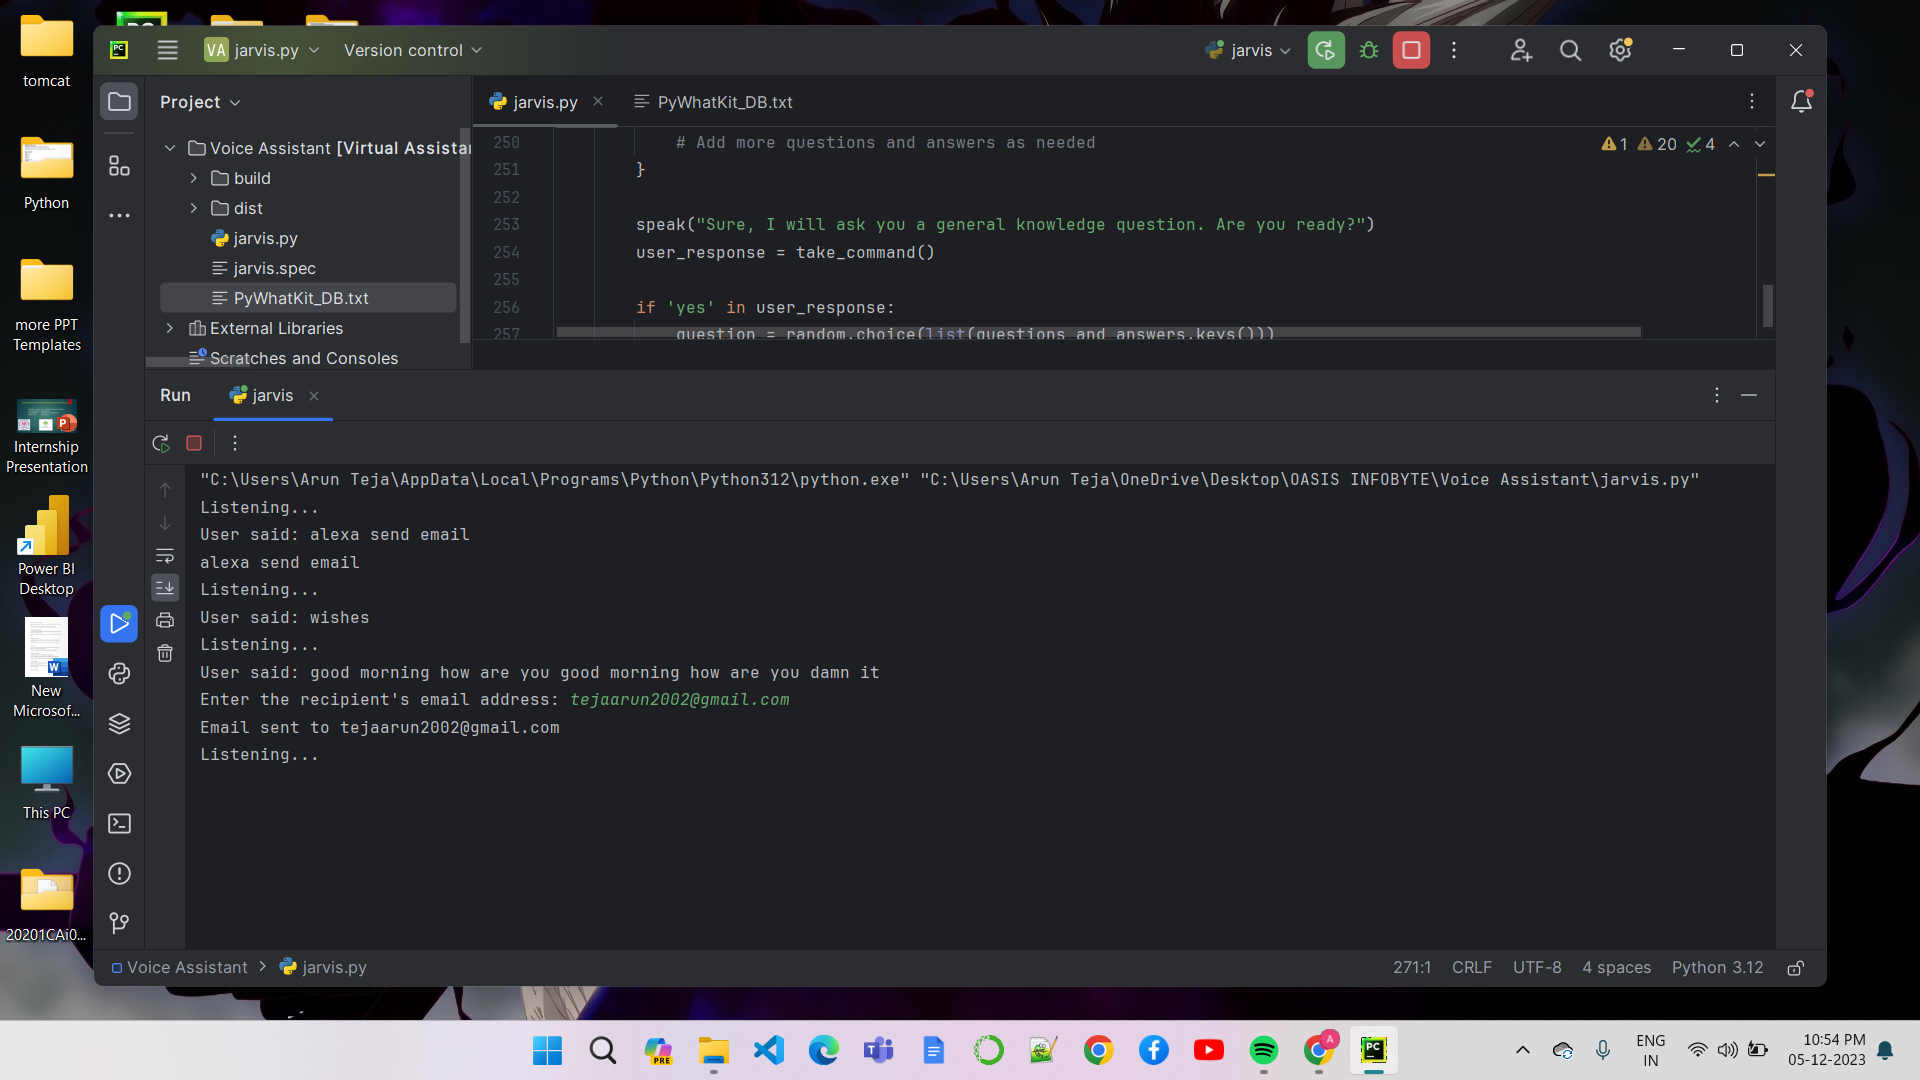 tomcat
Python
more PPT
Templates
Internship
Presentation
Power BI
Desktop
New
Microsof...
This PC
20201CAi0...
PC
VA jarvis.py
Version control
jarvis
Project
Voice Assistant [Virtual Assista
build
dist
jarvis.py
jarvis.spec
PyWhatKit_DB.txt
External Libraries
Scratches and Consoles
jarvis.py
PyWhatKit_DB.txt
1 20 4
250 # Add more questions and answers as needed
251 }
252
253 speak("Sure, I will ask you a general knowledge question. Are you ready?")
254 user_response = take_command()
255
256 if 'yes' in user_response:
257 question = random.choice(list(questions_and_answers.keys()))
Run jarvis
"C:\Users\Arun Teja\AppData\Local\Programs\Python\Python312\python.exe" "C:\Users\Arun Teja\OneDrive\Desktop\OASIS INFOBYTE\Voice Assistant\jarvis.py"
Listening...
User said: alexa send email
alexa send email
Listening...
User said: wishes
Listening...
User said: good morning how are you good morning how are you damn it
Enter the recipient's email address: tejaarun2002@gmail.com
Email sent to tejaarun2002@gmail.com
Listening...
Voice Assistant > jarvis.py
271:1 CRLF UTF-8 4 spaces Python 3.12
PRE
A
PC
ENG
IN
10:54 PM
05-12-2023